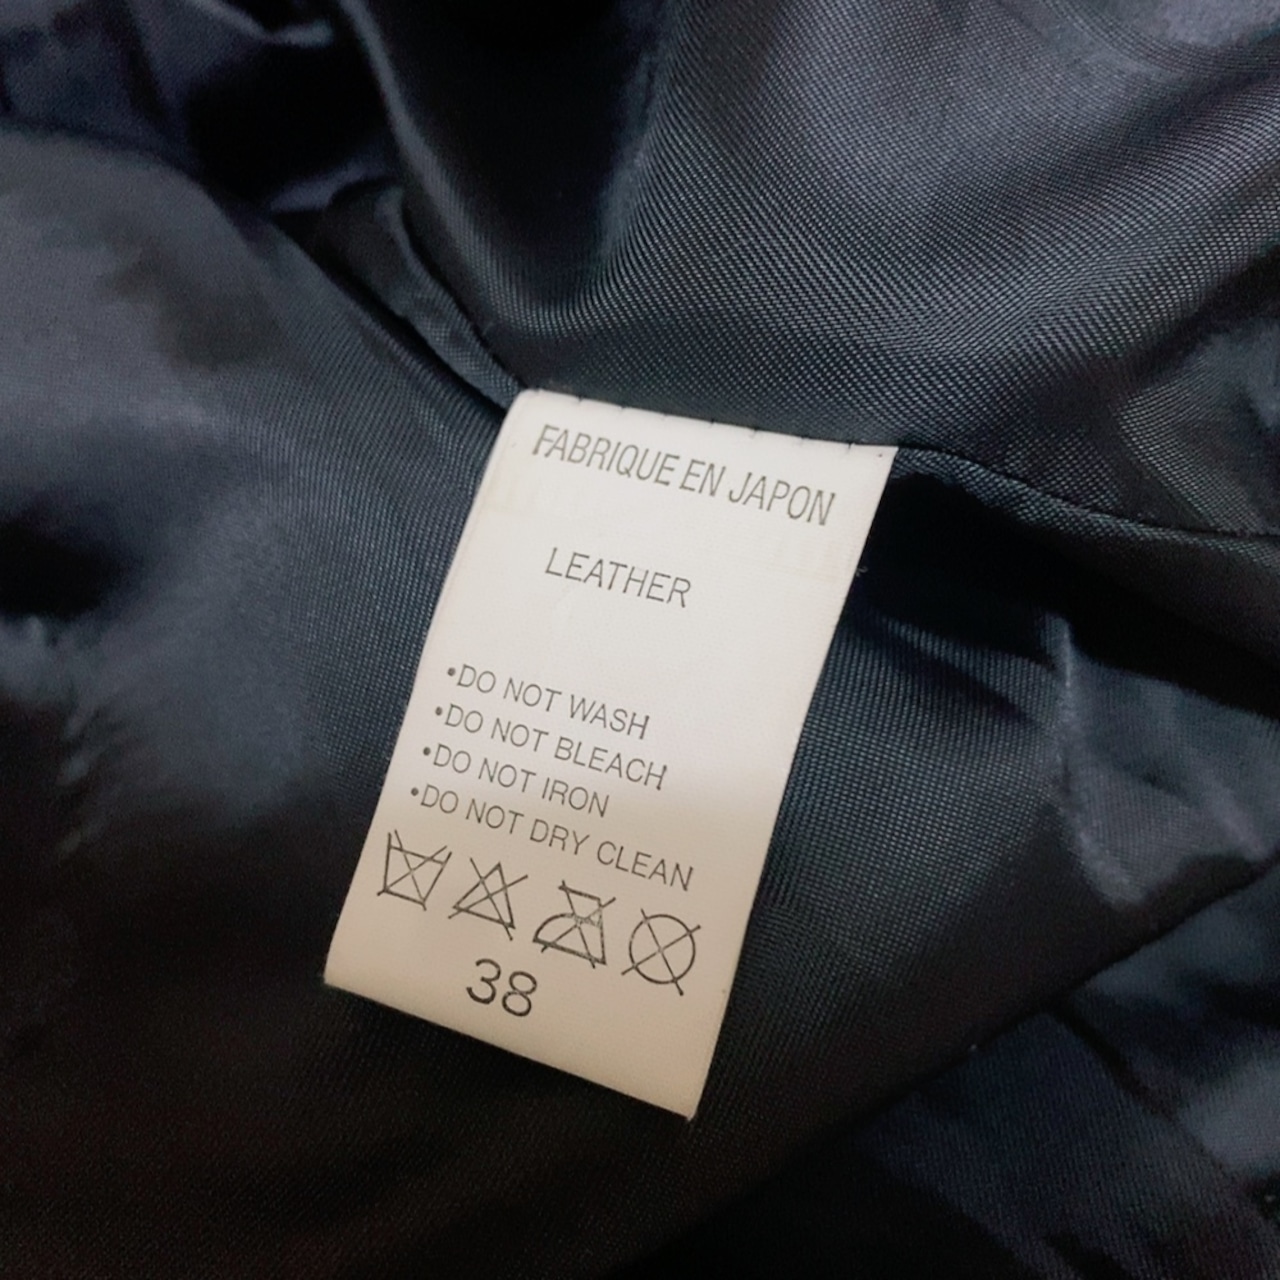 FABRIQUE EN JAPON
LEATHER
•DO NOT WASH
•DO NOT BLEACH
•DO NOT IRON
•DO NOT DRY CLEAN
38